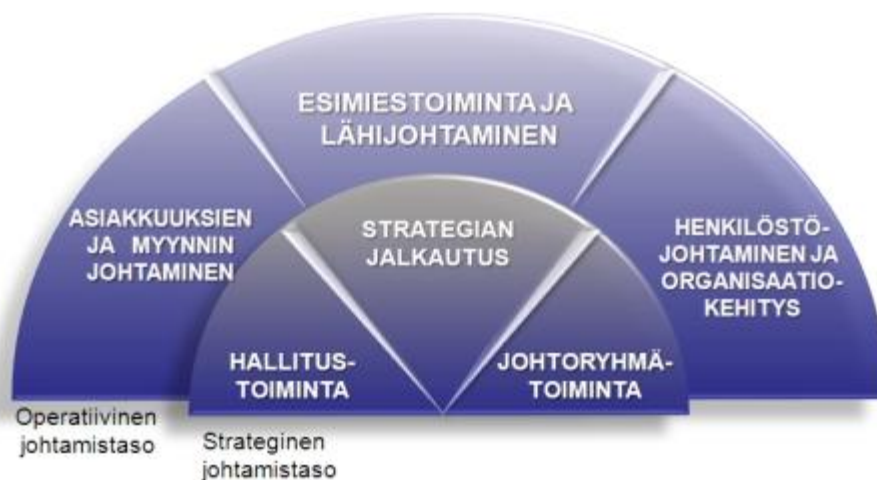 ESIMIESTOIMINTA JA
LÄHIJOHTAMINEN
ASIAKKUUKSIEN
JA MYYNNIN
JOHTAMINEN
STRATEGIAN
JALKAUTUS
HENKILÖSTÖ-
JOHTAMINEN JA
ORGANISAATIO-
KEHITYS
HALLITUS-
TOIMINTA
JOHTORYHMÄ-
TOIMINTA
Operatiivinen
johtamistaso
Strateginen
johtamistaso